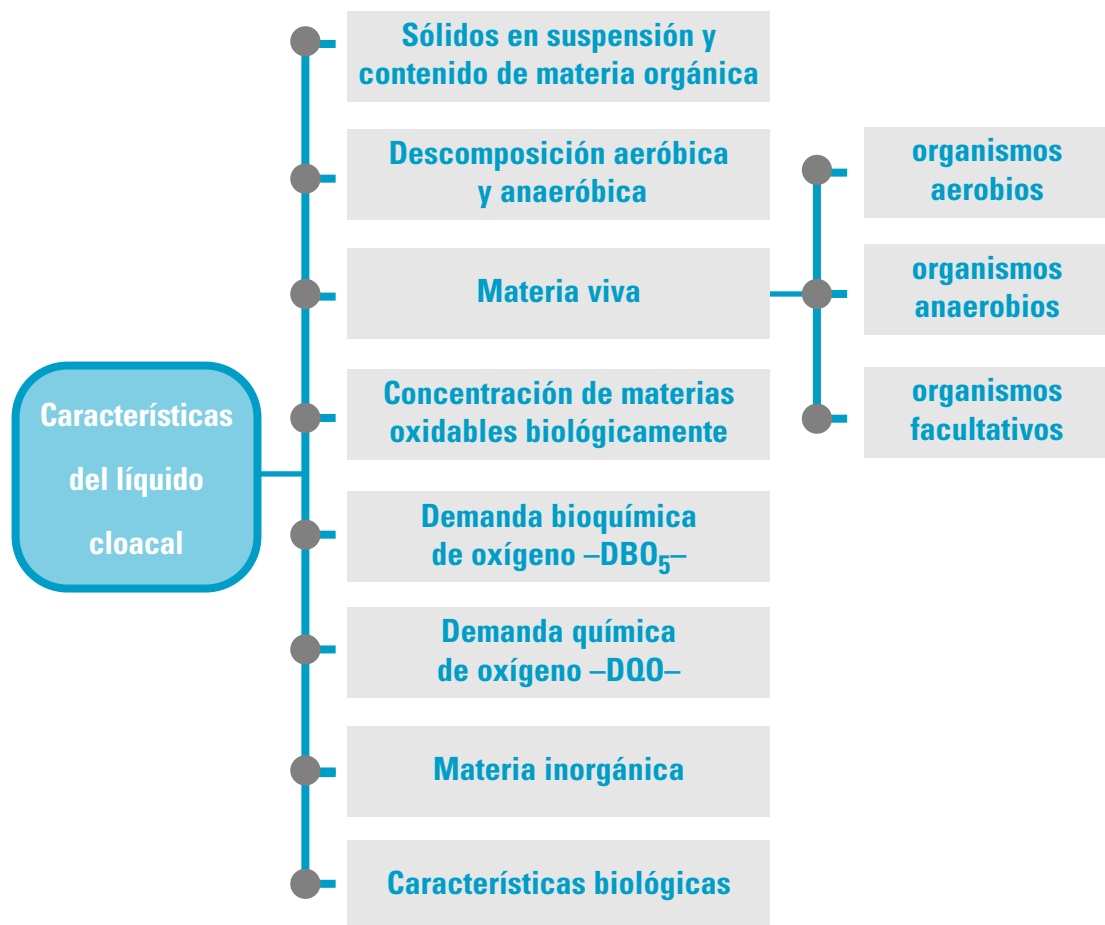 Sólidos en suspensión y
contenido de materia orgánica
Descomposición aeróbica
y anaeróbica
organismos
aerobios
Materia viva
organismos
anaerobios
Concentración de materias
oxidables biológicamente
organismos
facultativos
Características
del líquido
cloacal
Demanda bioquímica
de oxígeno –DBO₅–
Demanda química
de oxígeno –DQO–
Materia inorgánica
Características biológicas